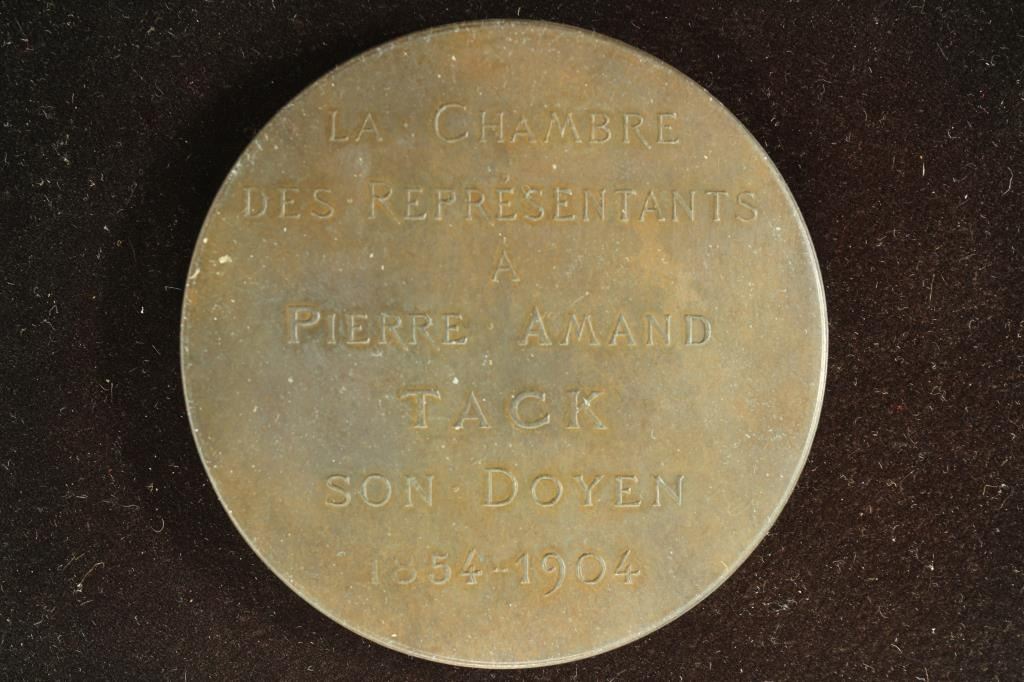 LA CHAMBRE
DES REPRÉSENTANTS
A
PIERRE AMAND
TACK
SON DOYEN
1854-1904